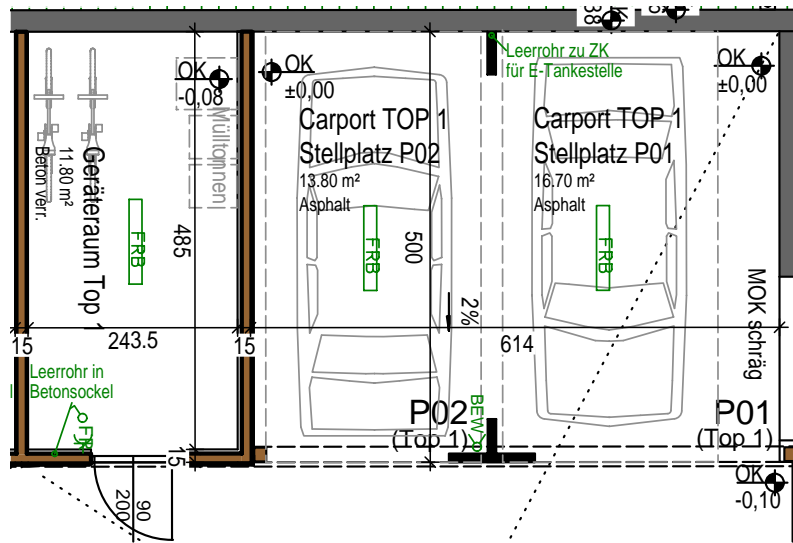 38
Leerrohr zu ZK
für E-Tankestelle
OK
-0,08
OK
±0,00
OK
±0,00
Mülltonnen
Geräteraum Top 1
11.80 m²
Beton verr.
Carport TOP 1
Stellplatz P02
13.80 m²
Asphalt
Carport TOP 1
Stellplatz P01
16.70 m²
Asphalt
FRB
FRB
FRB
485
500
2%
MOK schräg
15
243.5
15
614
Leerrohr in
Betonsockel
P02
(Top 1)
BEW
P01
(Top 1)
15
OK
-0,10
90
200